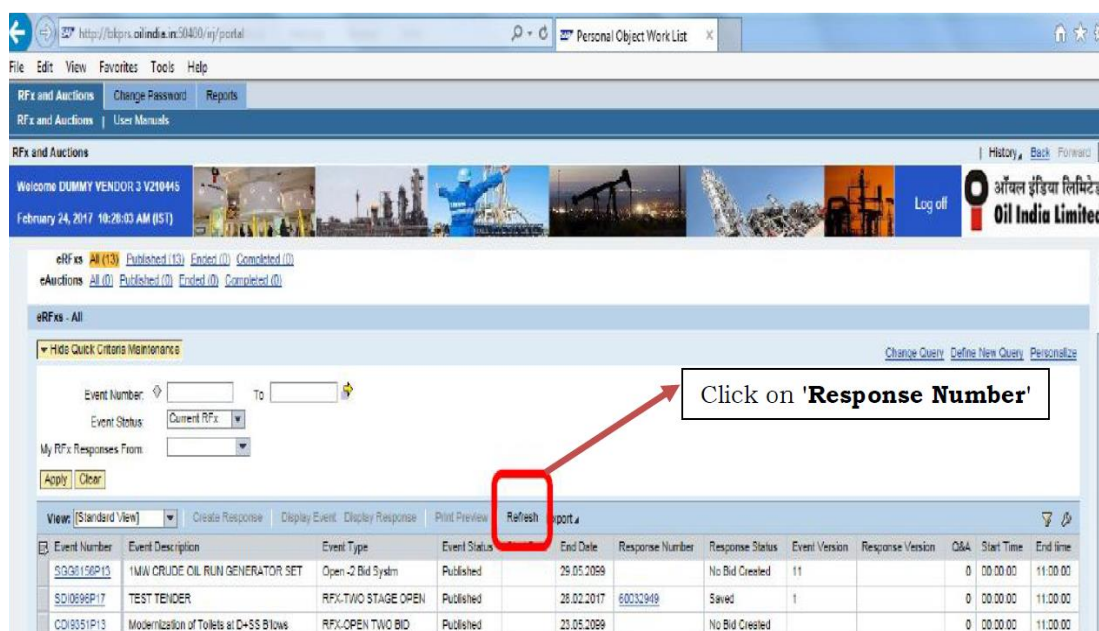 http://bkprs.oilindia.in:50400/irj/portal
Personal Object Work List
File Edit View Favorites Tools Help
RFx and Auctions Change Password Reports
RFx and Auctions | User Manuals
RFx and Auctions
| History Back Forward
Welcome DUMMY VENDOR 3 V210445
February 24, 2017 10:28:03 AM (IST)
Log off
ऑयल इंडिया लिमिटेड
Oil India Limited
eRFxs All (13) Published (13) Ended (0) Completed (0)
eAuctions All (0) Published (0) Ended (0) Completed (0)
eRFxs - All
Hide Quick Criteria Maintenance
Change Query Define New Query Personalize
Event Number: To
Click on 'Response Number'
Event Status: Current RFx
My RFx Responses From:
Apply Clear
View: [Standard View] Create Response Display Event Display Response Print Preview Refresh xport
Event Number Event Description Event Type Event Status End Date Response Number Response Status Event Version Response Version Q&A Start Time End time
SGG8156P13 1MW CRUDE OIL RUN GENERATOR SET Open -2 Bid Systm Published 29.05.2099 No Bid Created 11 0 00:00:00 11:00:00
SDI0896P17 TEST TENDER RFX-TWO STAGE OPEN Published 28.02.2017 60032949 Saved 1 0 00:00:00 11:00:00
CDI9351P13 Modernization of Toilets at D+SS B'lows RFX-OPEN TWO BID Published 23.05.2099 No Bid Created 0 00:00:00 11:00:00